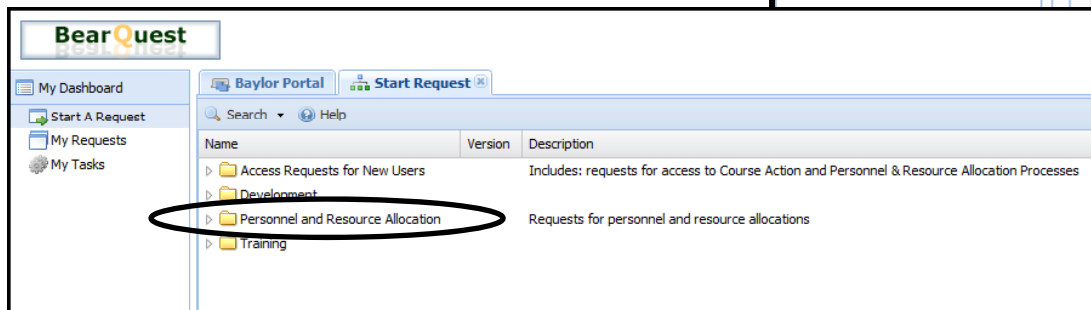 BearQuest
My Dashboard
Start A Request
My Requests
My Tasks
Baylor Portal Start Request
Search Help
Name Version Description
Access Requests for New Users Includes: requests for access to Course Action and Personnel & Resource Allocation Processes
Development
Personnel and Resource Allocation Requests for personnel and resource allocations
Training